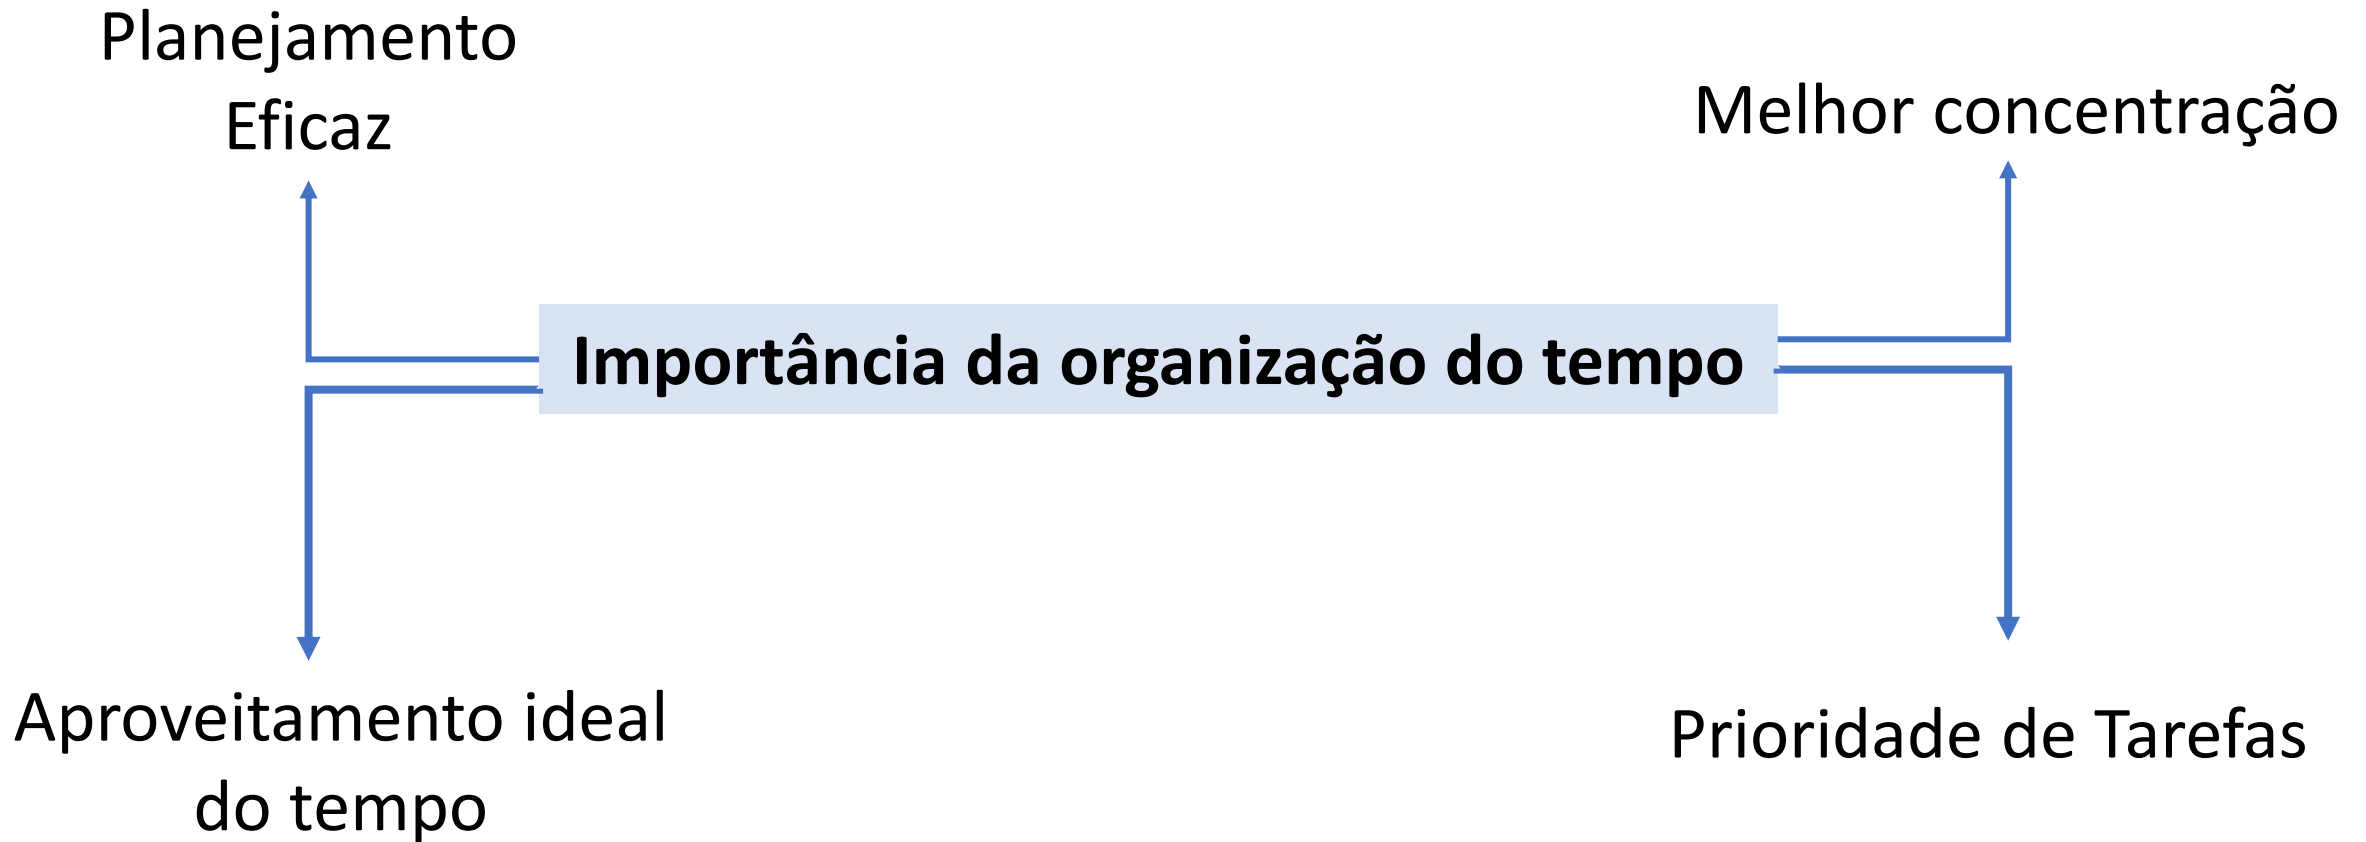 Planejamento
Eficaz
Melhor concentração
Importância da organização do tempo
Aproveitamento ideal
do tempo
Prioridade de Tarefas